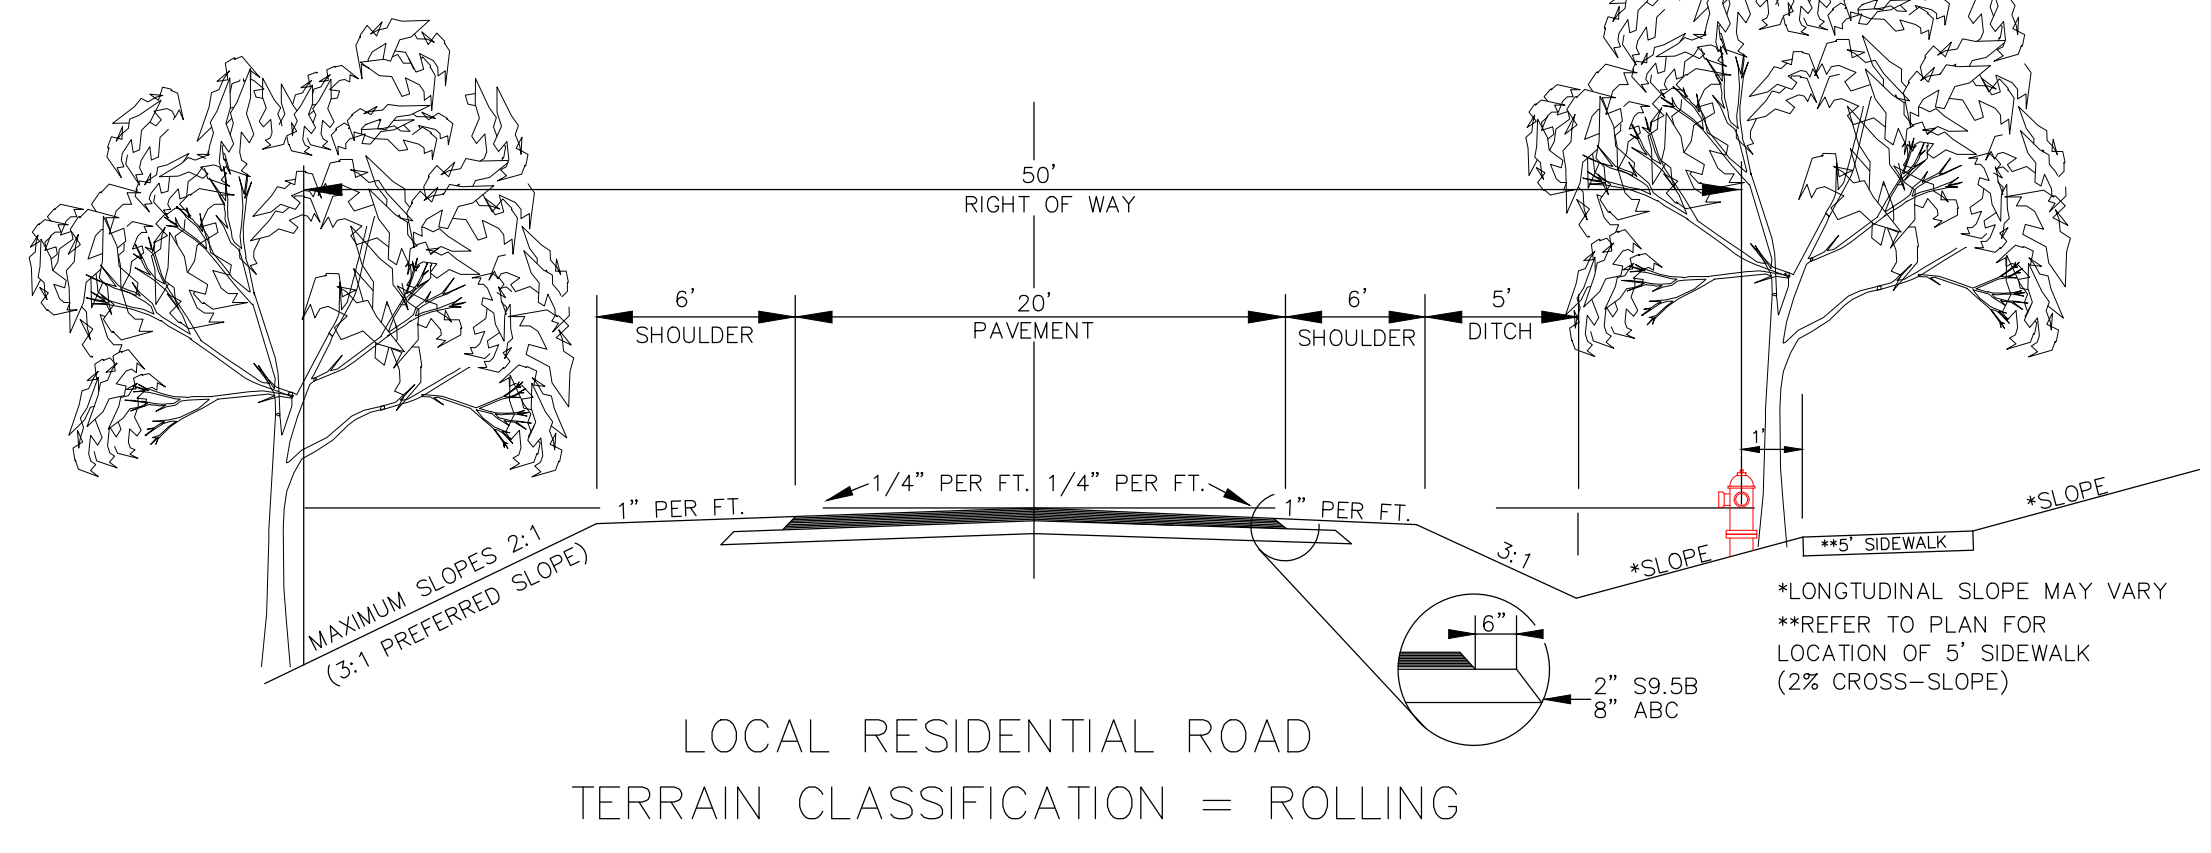 50'
RIGHT OF WAY
6'
SHOULDER
20'
PAVEMENT
6'
SHOULDER
5'
DITCH
1'
1/4" PER FT.
1/4" PER FT.
1" PER FT.
1" PER FT.
MAXIMUM SLOPES 2:1
(3:1 PREFERRED SLOPE)
3:1
*SLOPE
*SLOPE
**5' SIDEWALK
*LONGTUDINAL SLOPE MAY VARY
**REFER TO PLAN FOR
LOCATION OF 5' SIDEWALK
(2% CROSS-SLOPE)
6"
2" S9.5B
8" ABC
LOCAL RESIDENTIAL ROAD
TERRAIN CLASSIFICATION = ROLLING